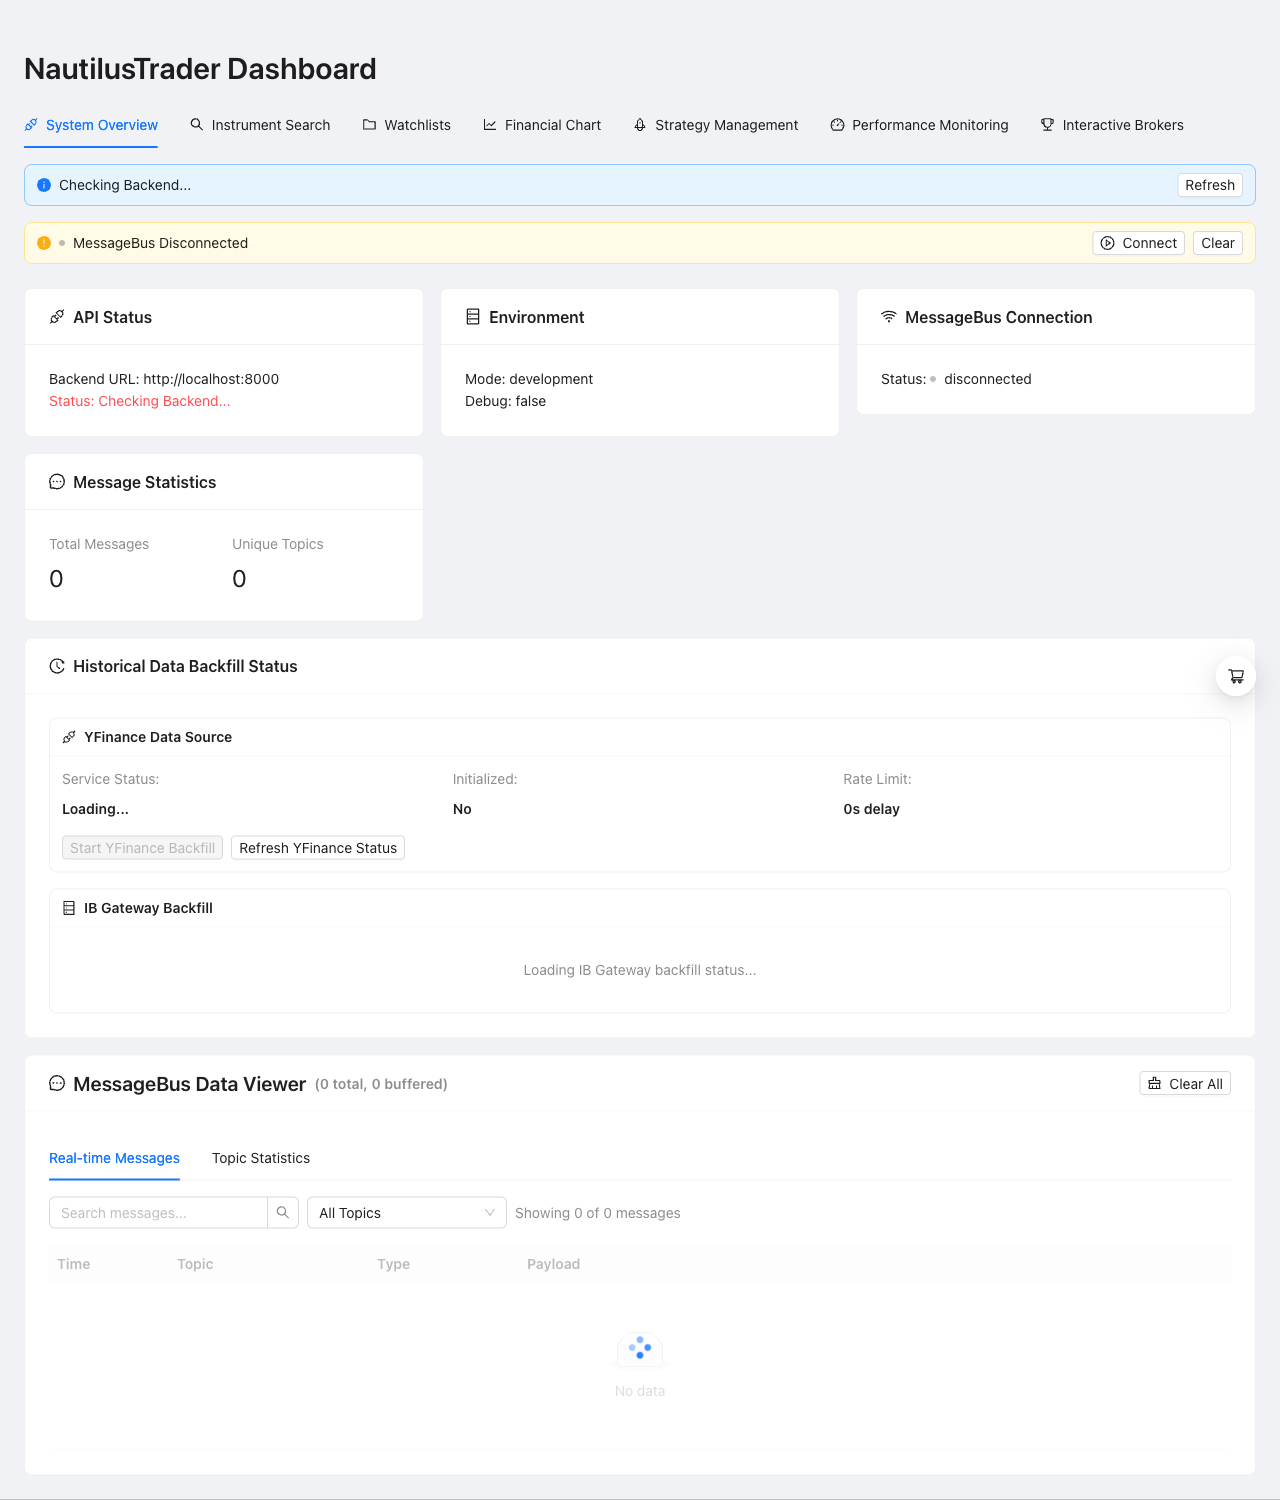 NautilusTrader Dashboard
System Overview Instrument Search Watchlists Financial Chart Strategy Management Performance Monitoring Interactive Brokers
Checking Backend... Refresh
MessageBus Disconnected Connect Clear
API Status
Backend URL: http://localhost:8000
Status: Checking Backend...
Environment
Mode: development
Debug: false
MessageBus Connection
Status: disconnected
Message Statistics
Total Messages Unique Topics
0 0
Historical Data Backfill Status
YFinance Data Source
Service Status: Initialized: Rate Limit:
Loading... No 0s delay
Start YFinance Backfill Refresh YFinance Status
IB Gateway Backfill
Loading IB Gateway backfill status...
MessageBus Data Viewer (0 total, 0 buffered) Clear All
Real-time Messages Topic Statistics
Search messages... All Topics Showing 0 of 0 messages
Time Topic Type Payload
No data